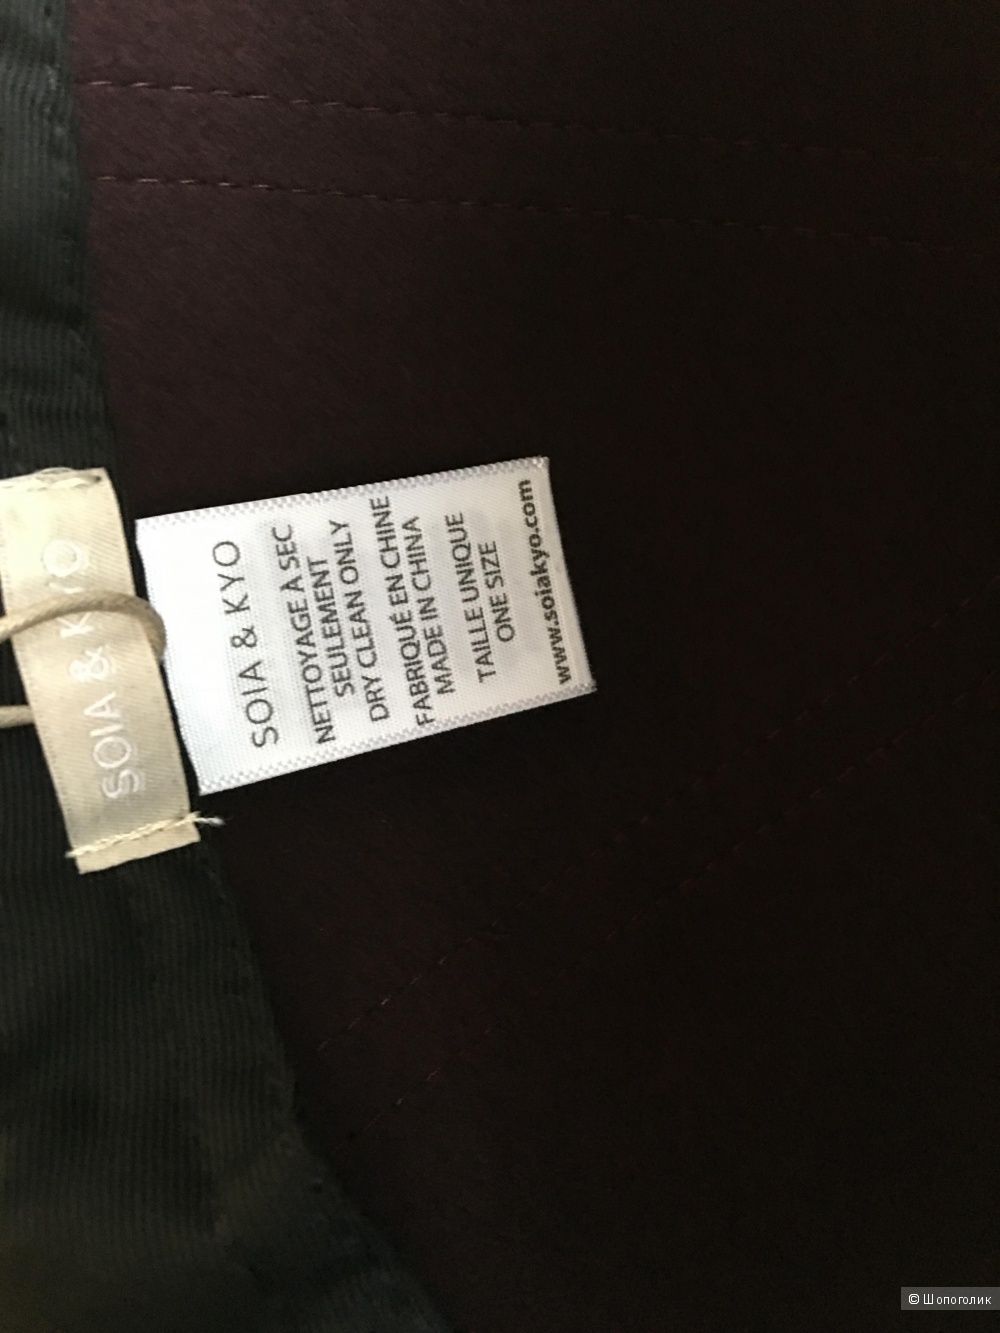 SOIA & KYO
SOIA & KYO
NETTOYAGE A SEC
SEULEMENT
DRY CLEAN ONLY
FABRIQUÉ EN CHINE
MADE IN CHINA
TAILLE UNIQUE
ONE SIZE
www.soiakyo.com
© Шопоголик